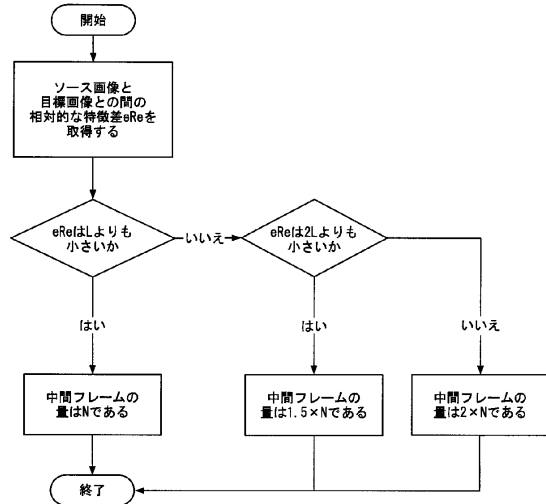 開始
ソース画像と
目標画像との間の
相対的な特徴差eReを
取得する
eReはLよりも
小さいか
いいえ
eReは2Lよりも
小さいか
はい
はい
いいえ
中間フレームの
量はNである
中間フレームの
量は1.5×Nである
中間フレームの
量は2×Nである
終了